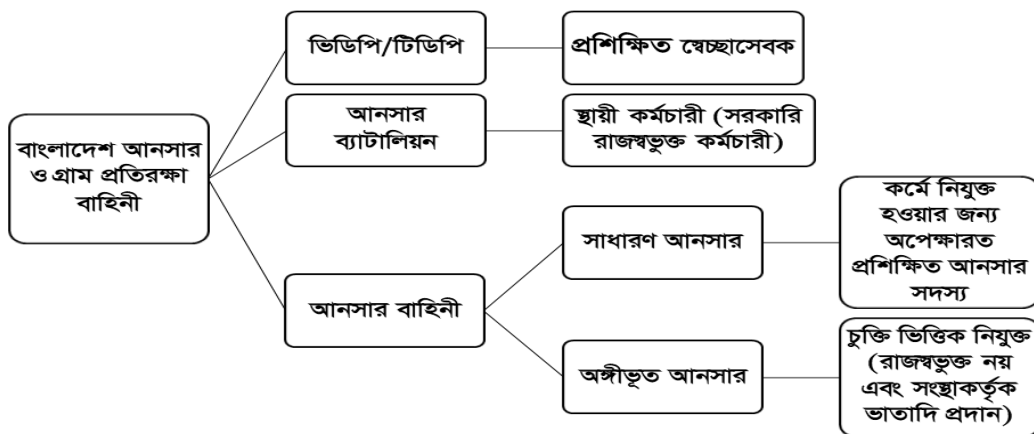 বাংলাদেশ আনসার
ও গ্রাম প্রতিরক্ষা
বাহিনী
ভিডিপি/টিডিপি
প্রশিক্ষিত স্বেচ্ছাসেবক
আনসার
ব্যাটালিয়ন
স্থায়ী কর্মচারী (সরকারি
রাজস্বভুক্ত কর্মচারী)
আনসার বাহিনী
সাধারণ আনসার
কর্মে নিযুক্ত
হওয়ার জন্য
অপেক্ষারত
প্রশিক্ষিত আনসার
সদস্য
অঙ্গীভূত আনসার
চুক্তি ভিত্তিক নিযুক্ত
(রাজস্বভুক্ত নয়
এবং সংস্থাকর্তৃক
ভাতাদি প্রদান)